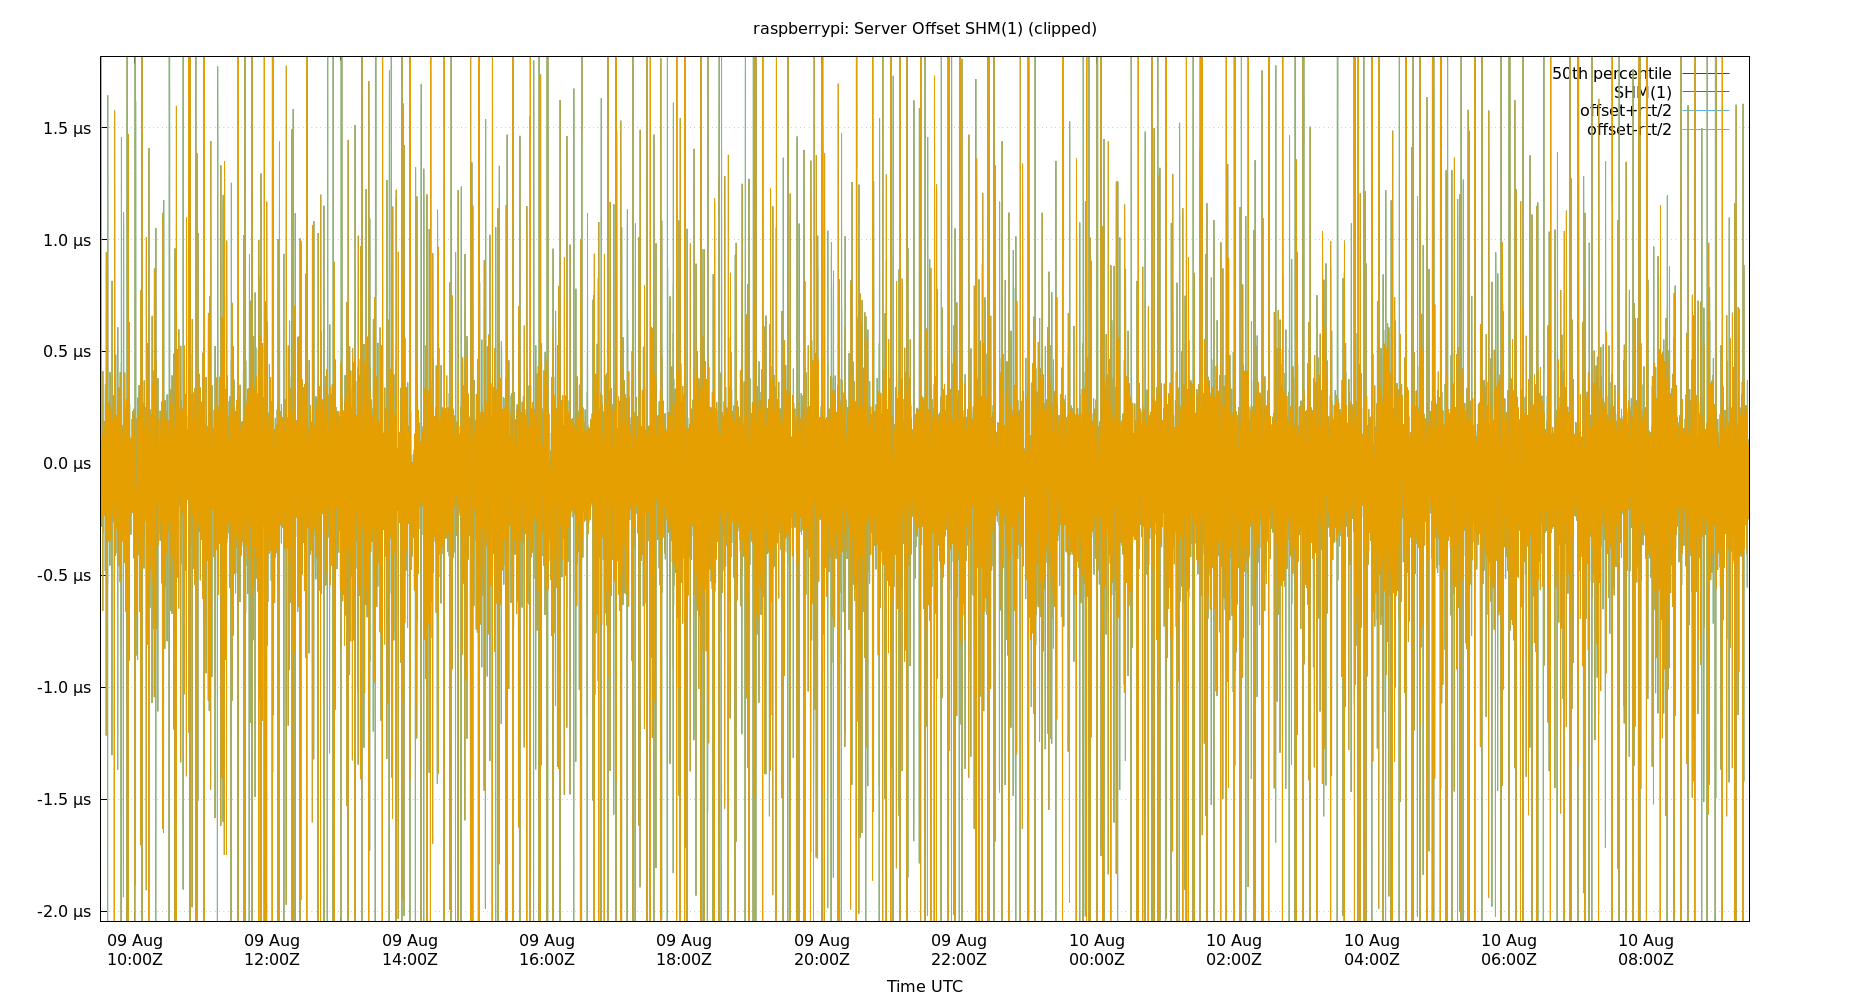 raspberrypi: Server Offset SHM(1) (clipped)
50th percentile
SHM(1)
offset+rtt/2
offset-rtt/2
1.5 µs
1.0 µs
0.5 µs
0.0 µs
-0.5 µs
-1.0 µs
-1.5 µs
-2.0 µs
09 Aug 09 Aug 09 Aug 09 Aug 09 Aug 09 Aug 09 Aug 10 Aug 10 Aug 10 Aug 10 Aug 10 Aug
10:00Z 12:00Z 14:00Z 16:00Z 18:00Z 20:00Z 22:00Z 00:00Z 02:00Z 04:00Z 06:00Z 08:00Z
Time UTC